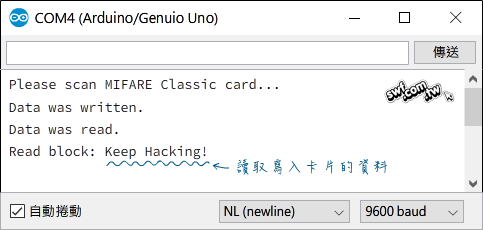 COM4 (Arduino/Genuio Uno)
傳送
Please scan MIFARE Classic card...
Data was written.
Data was read.
Read block: Keep Hacking!
讀取寫入卡片的資料
swf.com.tw
自動捲動
NL (newline)
9600 baud